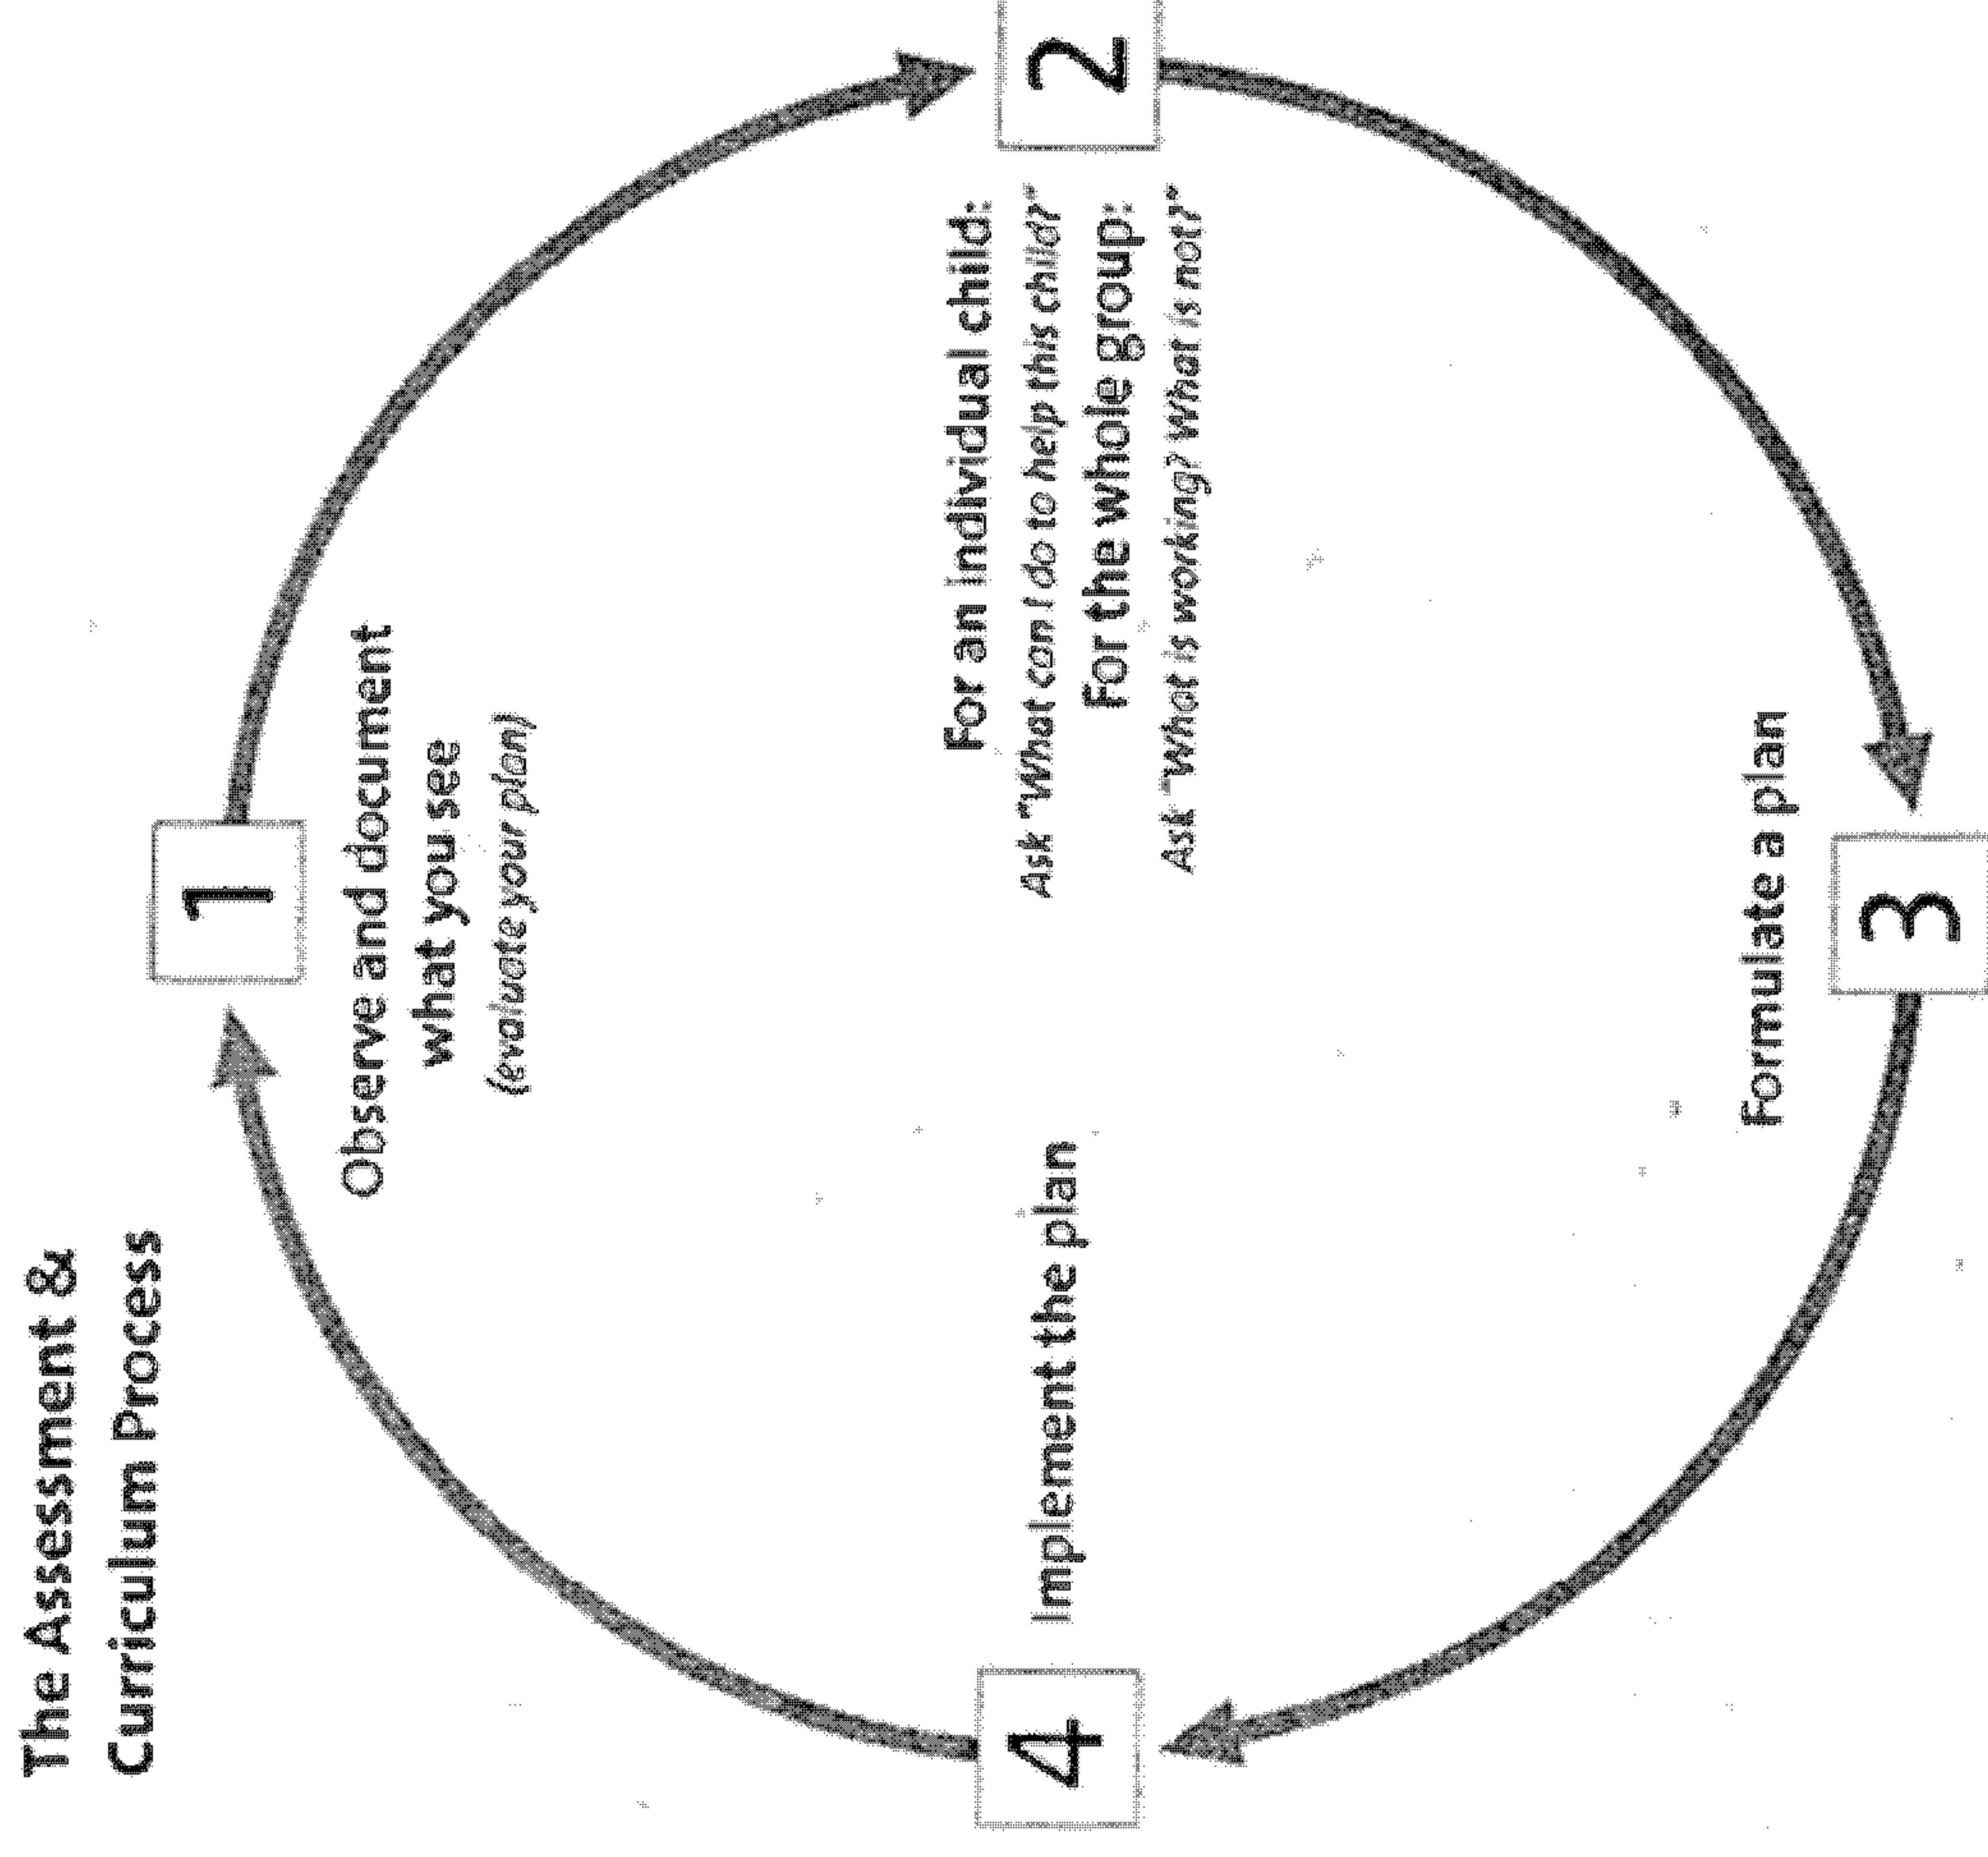 The Assessment &
Curriculum Process
1
Observe and document
what you see
(evaluate your plan)
2
For an individual child:
Ask "What can I do to help this child?"
For the whole group:
Ask "What is working? What is not?"
3
Formulate a plan
4
Implement the plan